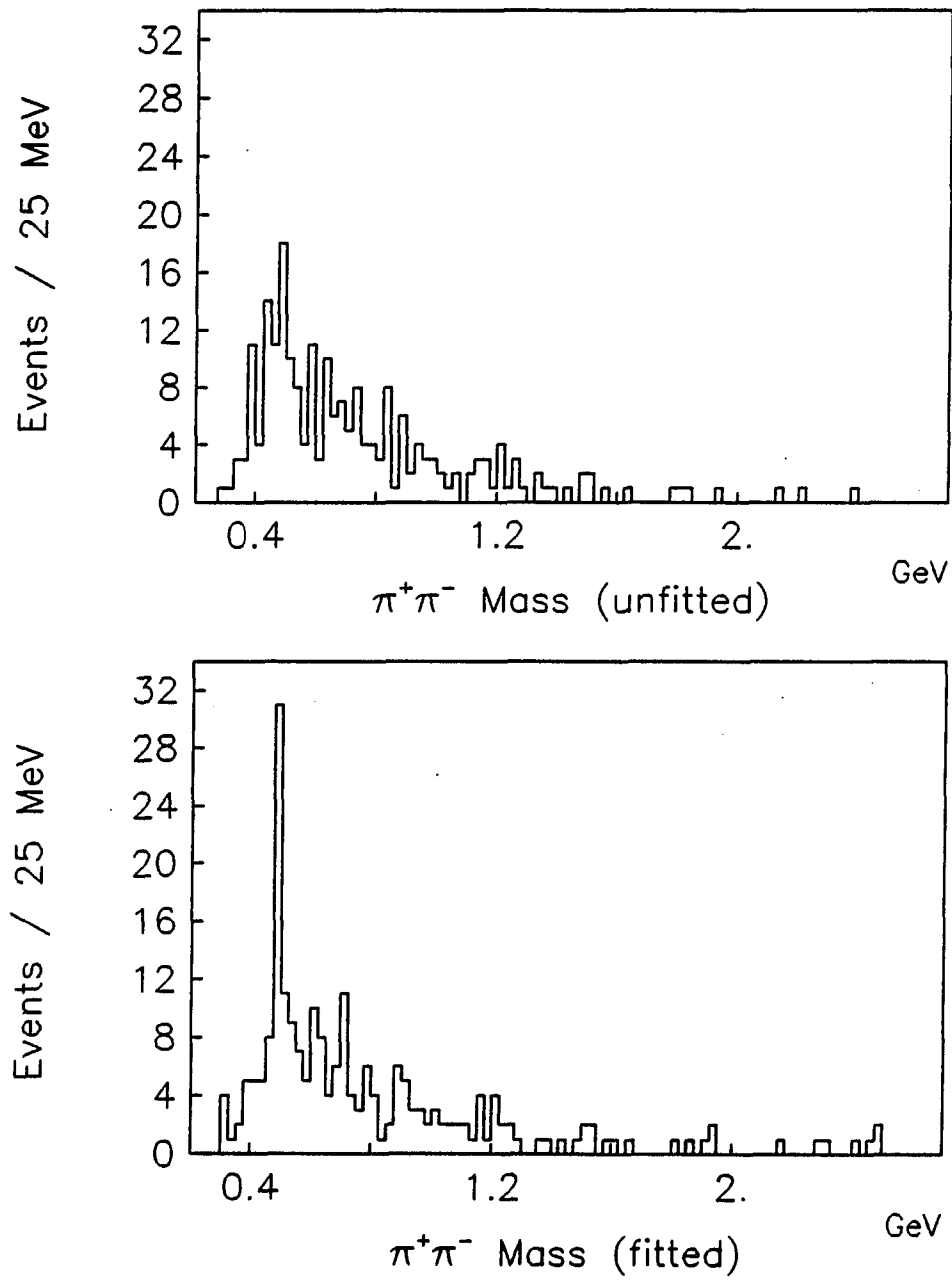 Events / 25 MeV
32
28
24
20
16
12
8
4
0
0.4 1.2 2.
GeV
π⁺π⁻ Mass (unfitted)
Events / 25 MeV
32
28
24
20
16
12
8
4
0
0.4 1.2 2.
GeV
π⁺π⁻ Mass (fitted)